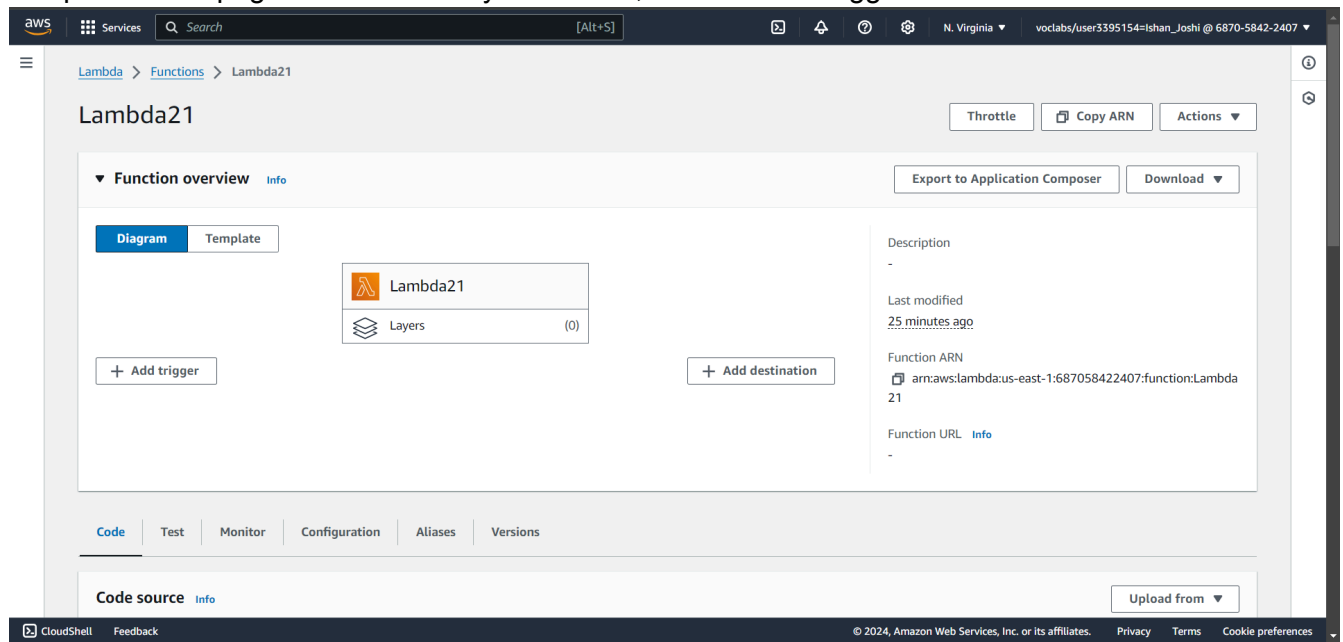 aws
Services
Search
[Alt+S]
N. Virginia ▼
voclabs/user3395154=Ishan_Joshi @ 6870-5842-2407 ▼
Lambda > Functions > Lambda21
Lambda21
Throttle
Copy ARN
Actions ▼
▼ Function overview Info
Export to Application Composer
Download ▼
Diagram
Template
Lambda21
Layers
(0)
+ Add trigger
+ Add destination
Description
-
Last modified
25 minutes ago
Function ARN
arn:aws:lambda:us-east-1:687058422407:function:Lambda
21
Function URL Info
-
Code
Test
Monitor
Configuration
Aliases
Versions
Code source Info
Upload from ▼
CloudShell
Feedback
© 2024, Amazon Web Services, Inc. or its affiliates.
Privacy
Terms
Cookie preferences